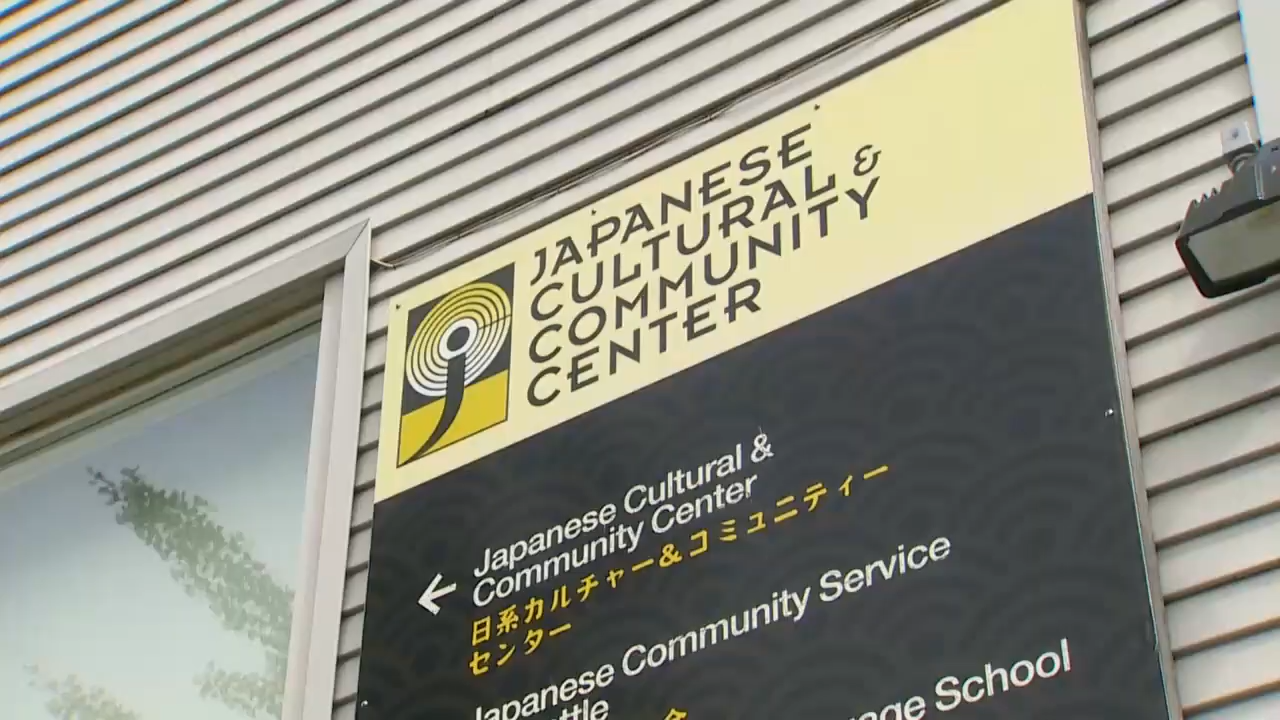 JAPANESE
CULTURAL &
COMMUNITY
CENTER
Japanese Cultural &
Community Center
日系カルチャー&コミュニティー
センター
Japanese Community Service
School